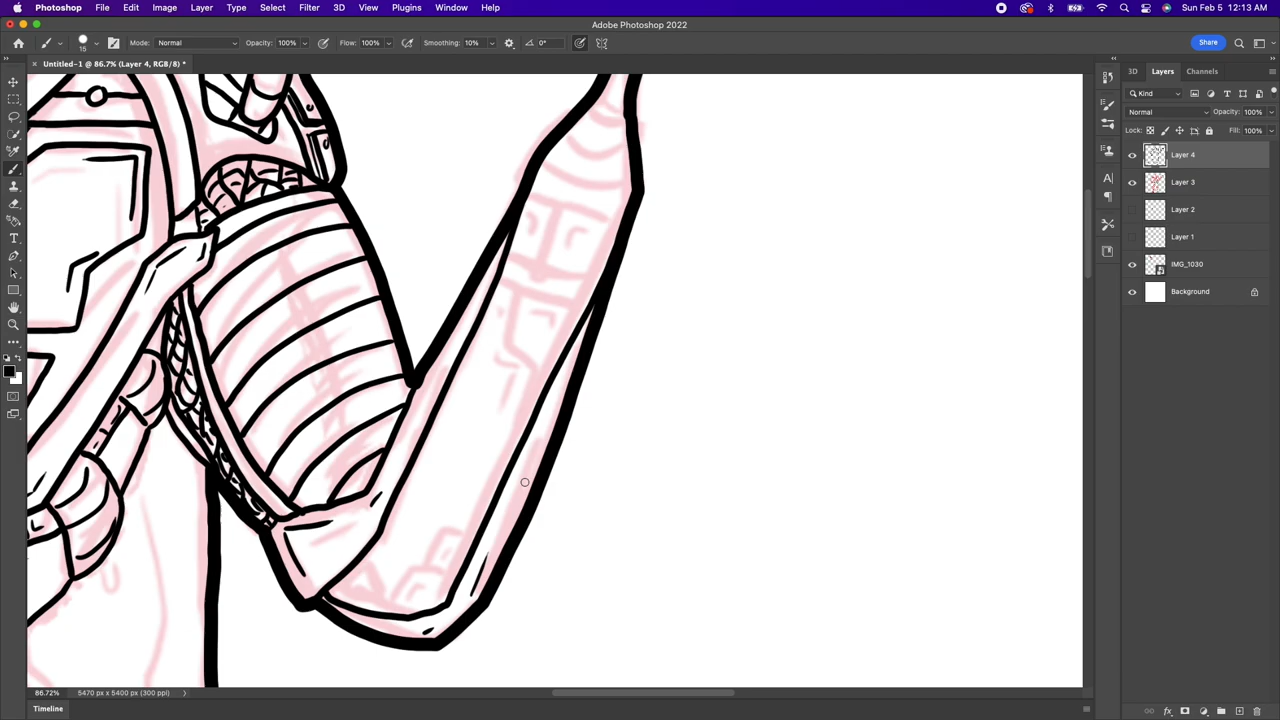 Photoshop File Edit Image Layer Type Select Filter 3D View Plugins Window Help Sun Feb 5 12:13 AM
Adobe Photoshop 2022
15 Mode: Normal Opacity: 100% Flow: 100% Smoothing: 10% 0° Share
Untitled-1 @ 86.7% (Layer 4, RGB/8) *
3D Layers Channels
Kind
Normal Opacity: 100%
Lock: Fill: 100%
Layer 4
Layer 3
Layer 2
Layer 1
IMG_1030
Background
86.72% 5470 px x 5400 px (300 ppi)
Timeline